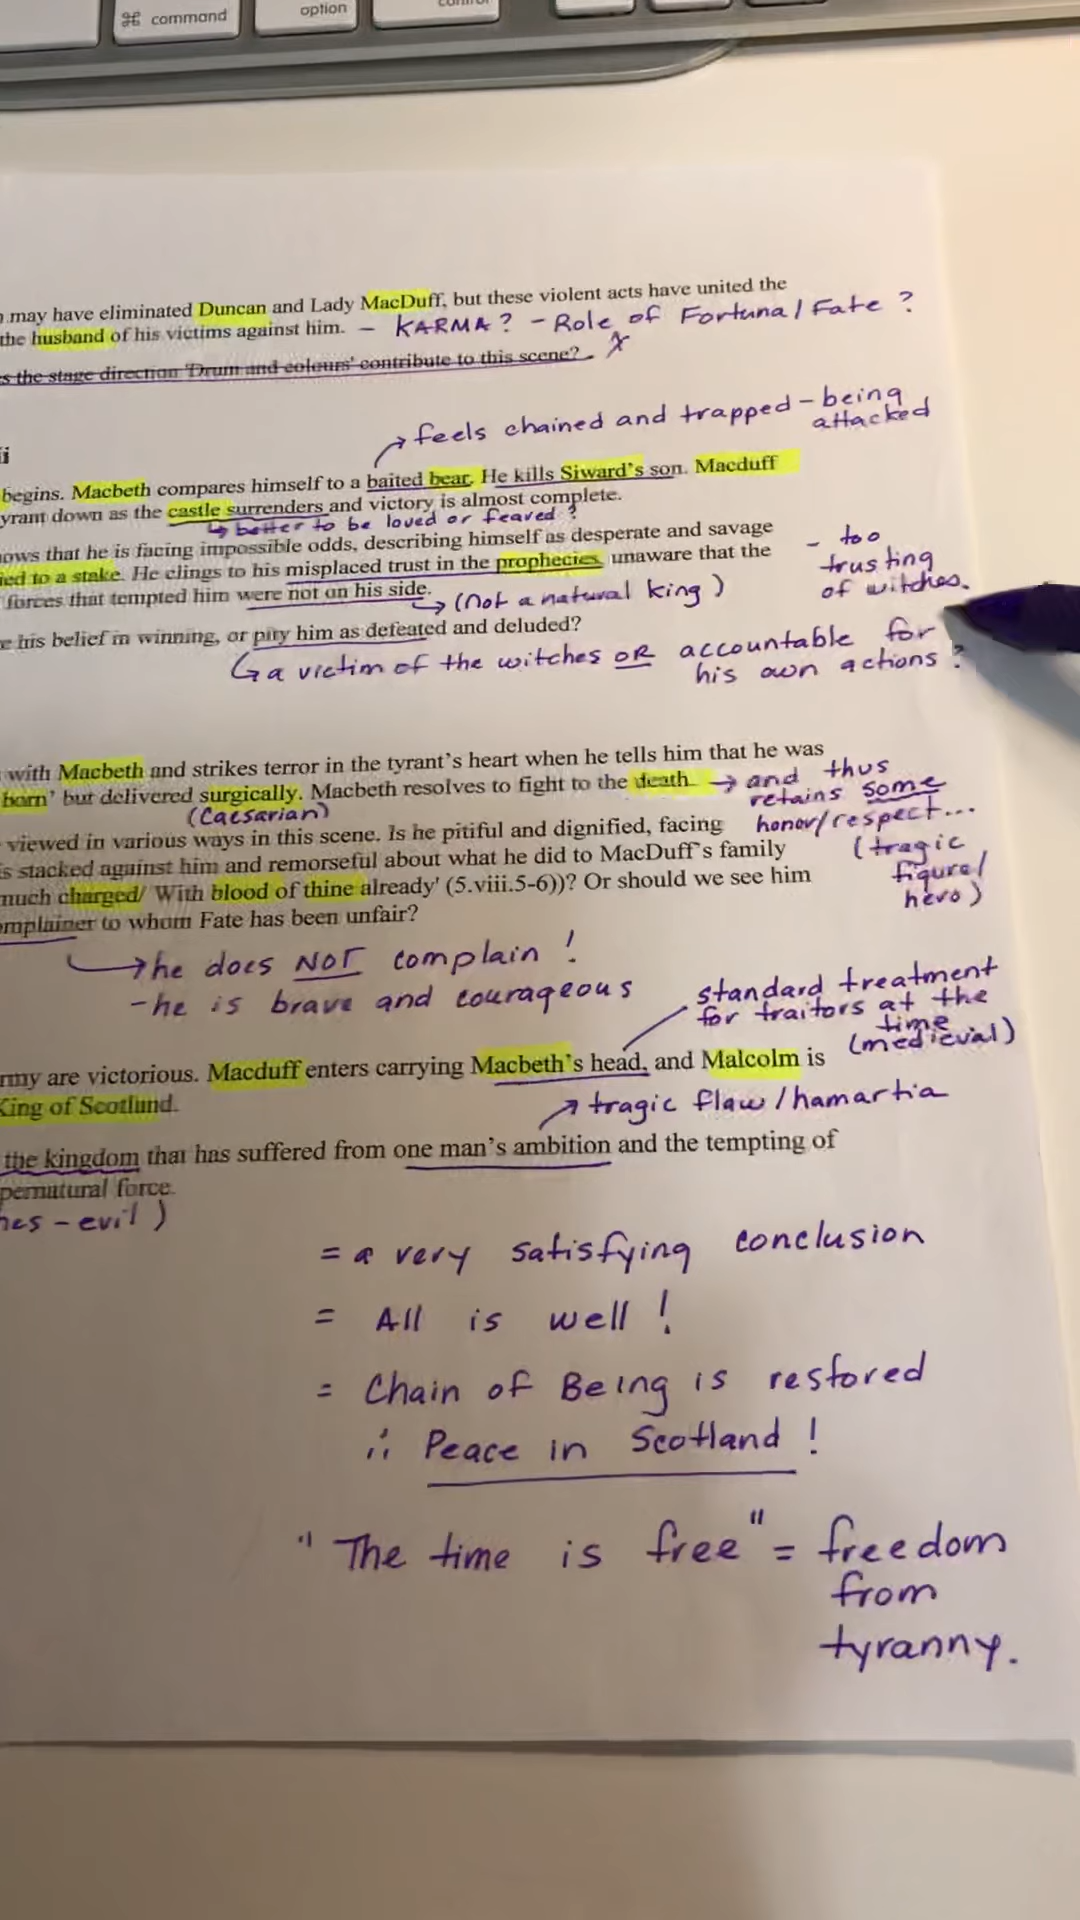 ⌘ command
option
may have eliminated Duncan and Lady MacDuff, but these violent acts have united the
the husband of his victims against him. - KARMA? - Role of Fortuna/Fate?
s the stage direction 'Drum and colours' contribute to this scene? x
feels chained and trapped - being
attacked
ii
begins. Macbeth compares himself to a baited bear. He kills Siward's son. Macduff
yrant down as the castle surrenders and victory is almost complete.
↳ better to be loved or feared?
ows that he is facing impossible odds, describing himself as desperate and savage
ied to a stake. He clings to his misplaced trust in the prophecies, unaware that the
forces that tempted him were not on his side. → (not a natural king)
- too
trusting
of witches.
e his belief in winning, or pity him as defeated and deluded?
↳ a victim of the witches OR accountable for
his own actions?
with Macbeth and strikes terror in the tyrant's heart when he tells him that he was
born' but delivered surgically. Macbeth resolves to fight to the death. → and thus
retains some
honor/respect...
(tragic
figure/
hero)
(Caesarian)
viewed in various ways in this scene. Is he pitiful and dignified, facing
s stacked against him and remorseful about what he did to MacDuff's family
much charged/ With blood of thine already' (5.viii.5-6))? Or should we see him
omplainer to whom Fate has been unfair?
→ he does NOT complain!
- he is brave and courageous
standard treatment
for traitors at the
time
(medieval)
rmy are victorious. Macduff enters carrying Macbeth's head, and Malcolm is
King of Scotland.
↗ tragic flaw/hamartia
the kingdom that has suffered from one man's ambition and the tempting of
pernatural force.
hes - evil)
= a very satisfying conclusion
= All is well!
= Chain of Being is restored
∴ Peace in Scotland!
"The time is free" = freedom
from
tyranny.